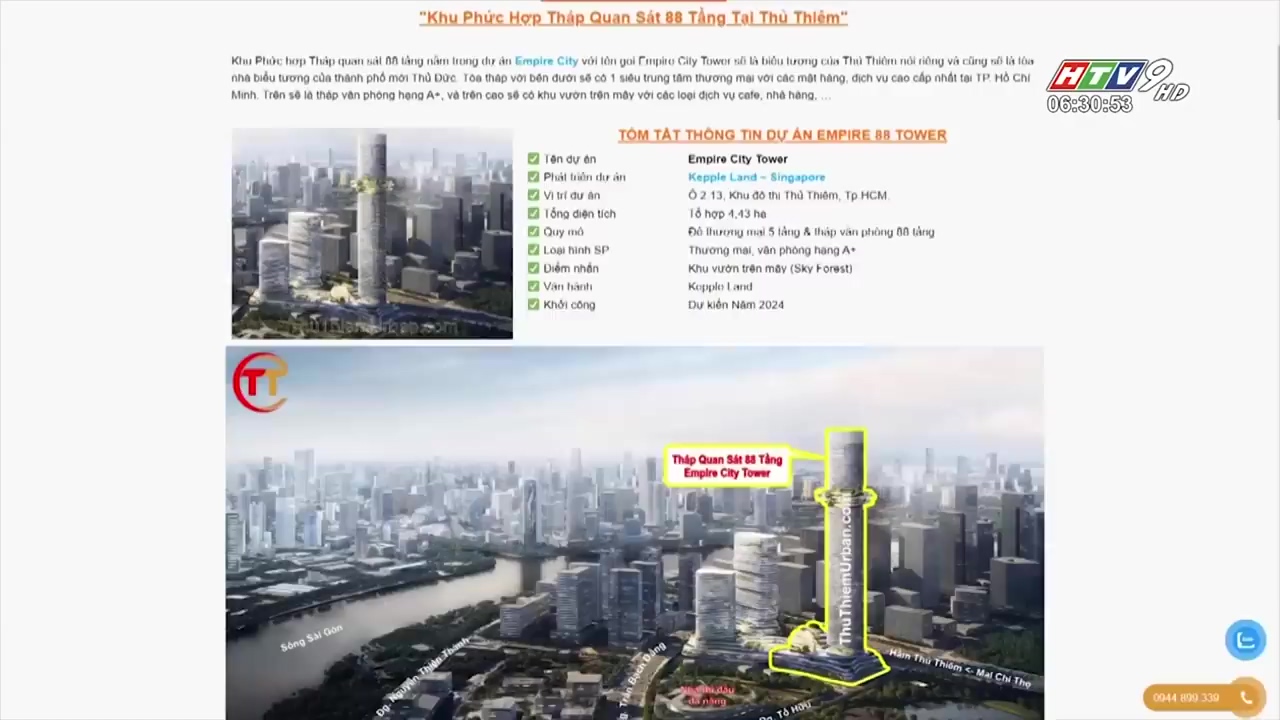 "Khu Phức Hợp Tháp Quan Sát 88 Tầng Tại Thủ Thiêm"
Khu Phức hợp Tháp quan sát 88 tầng nằm trong dự án Empire City với tên gọi Empire City Tower sẽ là biểu tượng của Thủ Thiêm nói riêng và cũng sẽ là tòa
nhà biểu tượng của thành phố mới Thủ Đức. Tòa tháp với bên dưới sẽ có 1 siêu trung tâm thương mại với các mặt hàng, dịch vụ cao cấp nhất tại TP. Hồ Chí
Minh. Trên sẽ là tháp văn phòng hạng A+, và trên cao sẽ có khu vườn trên mây với các loại dịch vụ cafe, nhà hàng, ...
HTV9 HD
06:30:53
TÓM TẮT THÔNG TIN DỰ ÁN EMPIRE 88 TOWER
Tên dự án Empire City Tower
Phát triển dự án Kepple Land – Singapore
Vị trí dự án Ô 2.13, Khu đô thị Thủ Thiêm, Tp HCM.
Tổng diện tích Tổ hợp 4,43 ha
Quy mô Đô thương mại 5 tầng & tháp văn phòng 88 tầng
Loại hình SP Thương mại, văn phòng hạng A+
Điểm nhấn Khu vườn trên mây (Sky Forest)
Vận hành Kepple Land
Khởi công Dự kiến Năm 2024
TT
Tháp Quan Sát 88 Tầng
Empire City Tower
ThuThiemUrban.com
Sông Sài Gòn
Đg. Nguyễn Thiện Thành
Trần Bạch Đằng
Hầm Thủ Thiêm <- Mai Chí Thọ
Nhà thi đấu
đa năng
Đg. Tố Hữu
0944 899 339